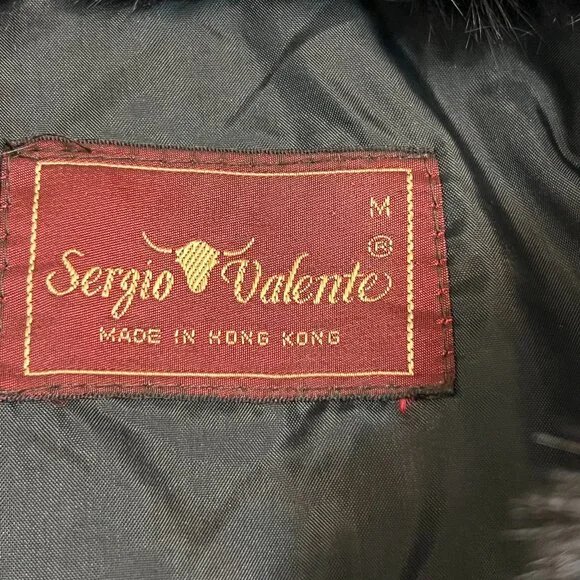 M
Sergio Valente®
MADE IN HONG KONG